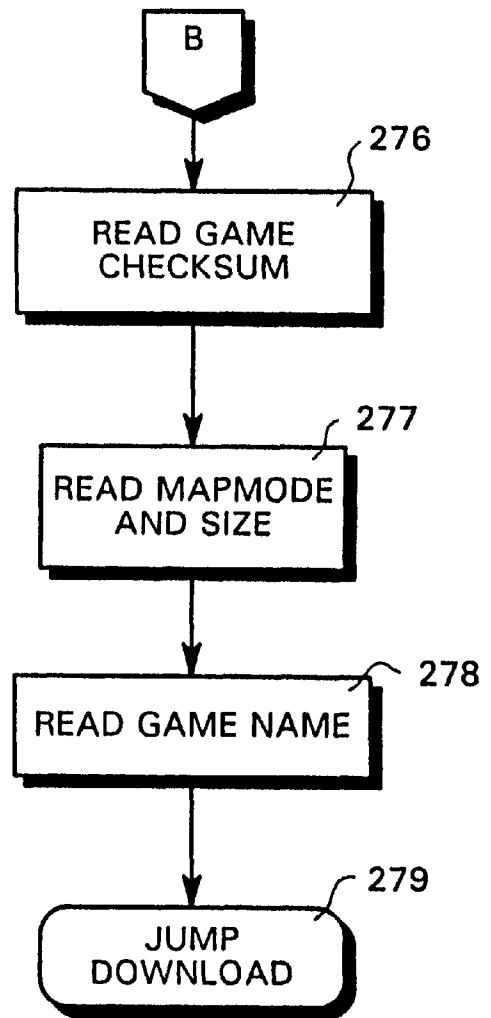 B
276
READ GAME
CHECKSUM
277
READ MAPMODE
AND SIZE
278
READ GAME NAME
279
JUMP
DOWNLOAD